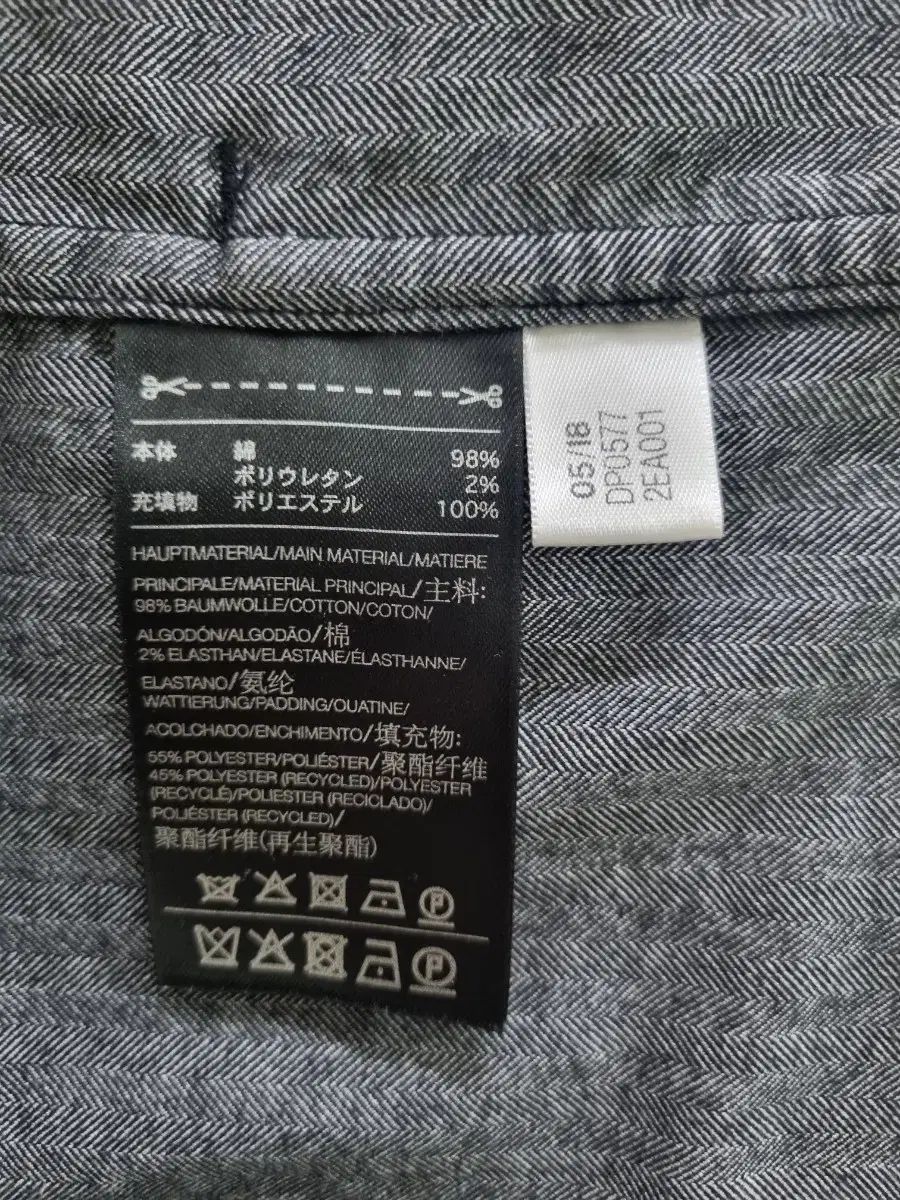 本体 綿 98%
ポリウレタン 2%
充填物 ポリエステル 100%
HAUPTMATERIAL/MAIN MATERIAL/MATIERE
PRINCIPALE/MATERIAL PRINCIPAL/主料:
98% BAUMWOLLE/COTTON/COTON/
ALGODÓN/ALGODÃO/棉
2% ELASTHAN/ELASTANE/ÉLASTHANNE/
ELASTANO/氨纶
WATTIERUNG/PADDING/OUATINE/
ACOLCHADO/ENCHIMENTO/填充物:
55% POLYESTER/POLIÉSTER/聚酯纤维
45% POLYESTER (RECYCLED)/POLYESTER
(RECYCLÉ)/POLIESTER (RECICLADO)/
POLIÉSTER (RECYCLED)/
聚酯纤维(再生聚酯)
P
P
05/18
DP0577
2EA001